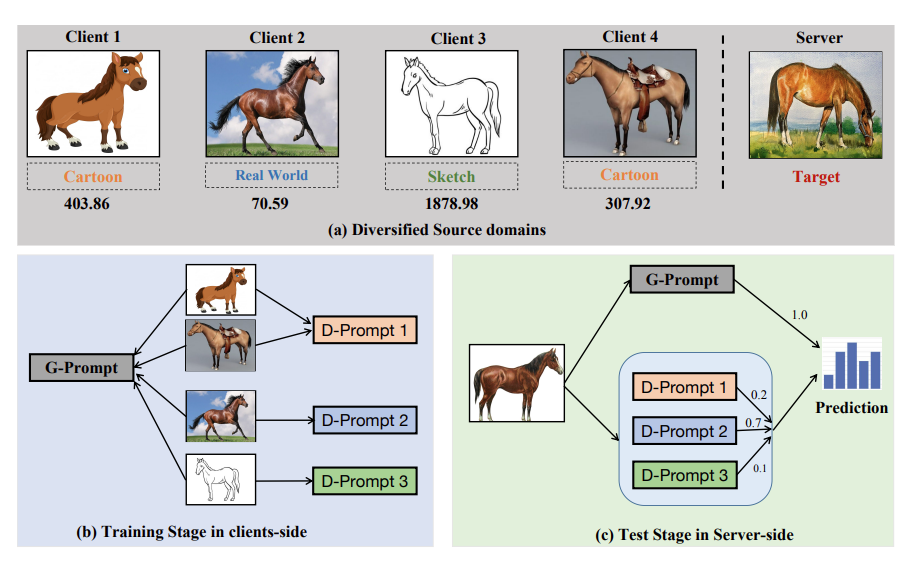 Client 1
Client 2
Client 3
Client 4
Server
Cartoon
Real World
Sketch
Cartoon
Target
403.86
70.59
1878.98
307.92
(a) Diversified Source domains
G-Prompt
D-Prompt 1
D-Prompt 2
D-Prompt 3
(b) Training Stage in clients-side
G-Prompt
1.0
D-Prompt 1
0.2
D-Prompt 2
0.7
D-Prompt 3
0.1
Prediction
(c) Test Stage in Server-side